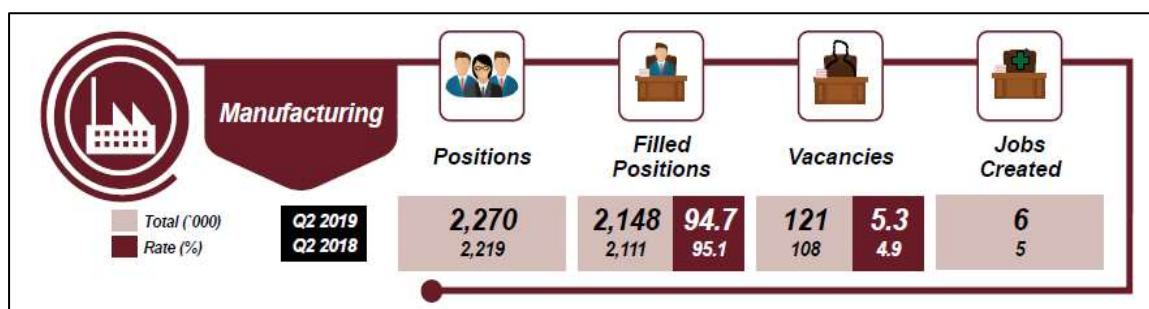 Manufacturing
Positions
Filled
Positions
Vacancies
Jobs
Created
Total (`000)
Rate (%)
Q2 2019
Q2 2018
2,270
2,219
2,148 94.7
2,111 95.1
121 5.3
108 4.9
6
5